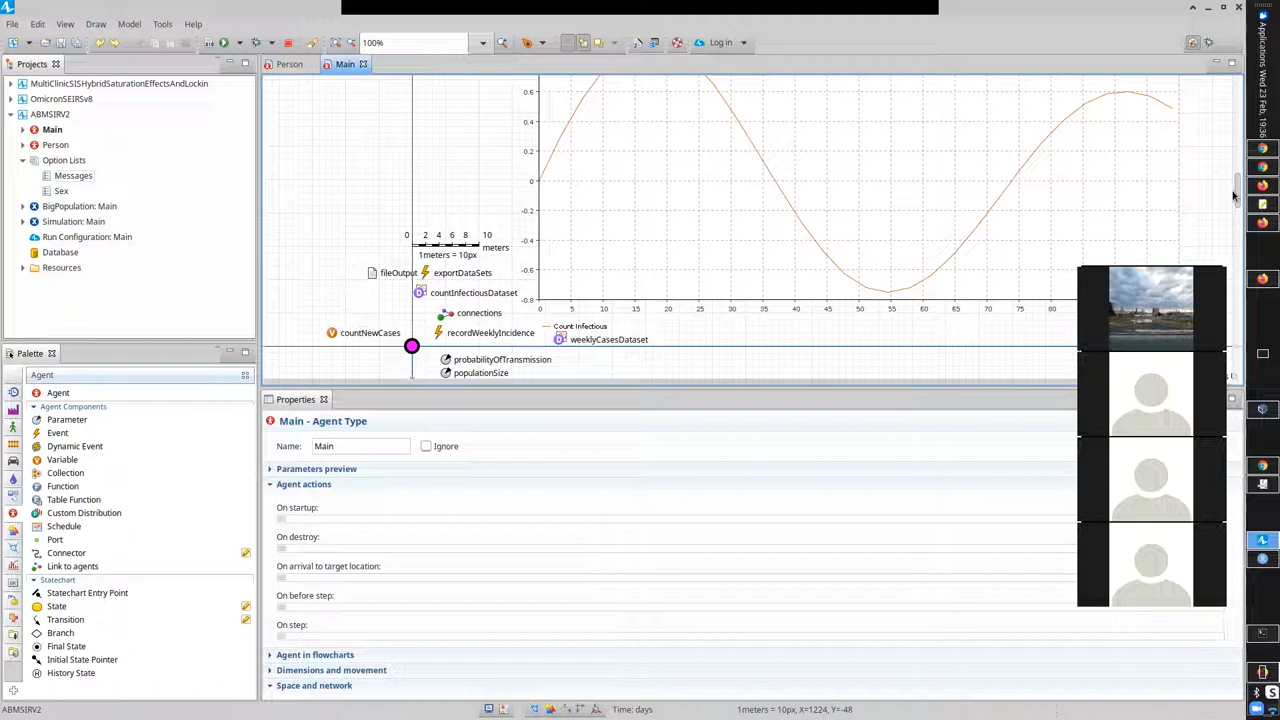 File Edit View Draw Model Tools Help
100%
Log in
Projects
MultiClinicSISHybridSaturationEffectsAndLockin
OmicronSEIRSv8
ABMSIRV2
Main
Person
Option Lists
Messages
Sex
BigPopulation: Main
Simulation: Main
Run Configuration: Main
Database
Resources
Palette
Agent
Agent
Agent Components
Parameter
Event
Dynamic Event
Variable
Collection
Function
Table Function
Custom Distribution
Schedule
Port
Connector
Link to agents
Statechart
Statechart Entry Point
State
Transition
Branch
Final State
Initial State Pointer
History State
Person Main
0.6
0.4
0.2
0
-0.2
-0.4
-0.6
-0.8
0 5 10 15 20 25 30 35 40 45 50 55 60 65 70 75 80
0 2 4 6 8 10
meters
1meters = 10px
fileOutput exportDataSets
countInfectiousDataset
connections
Count Infectious
countNewCases recordWeeklyIncidence weeklyCasesDataset
probabilityOfTransmission
populationSize
Properties
Main - Agent Type
Name: Main Ignore
Parameters preview
Agent actions
On startup:
On destroy:
On arrival to target location:
On before step:
On step:
Agent in flowcharts
Dimensions and movement
Space and network
ABMSIRV2
Time: days
1meters = 10px, X=1224, Y=-48
Applications Wed 23 Feb, 19:36